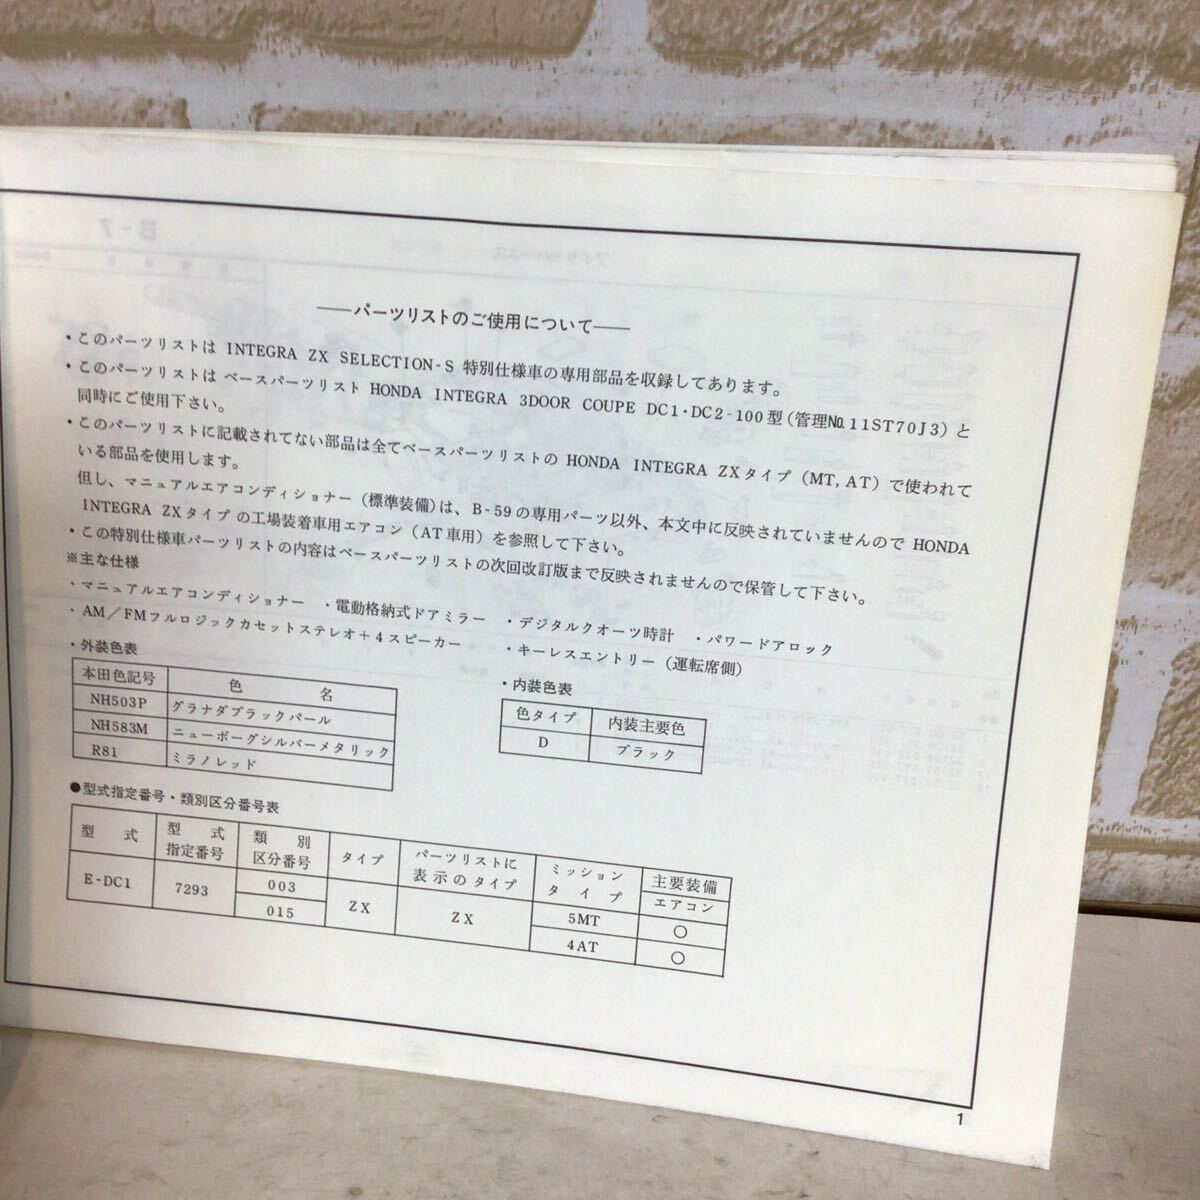 ——パーツリストのご使用について——
・このパーツリストは INTEGRA ZX SELECTION-S 特別仕様車の専用部品を収録してあります。
・このパーツリストは ベースパーツリスト HONDA INTEGRA 3DOOR COUPE DC1・DC2-100型(管理No.11ST70J3)と
同時にご使用下さい。
・このパーツリストに記載されてない部品は全てベースパーツリストの HONDA INTEGRA ZXタイプ(MT,AT)で使われて
いる部品を使用します。
但し、マニュアルエアコンディショナー(標準装備)は、B-59の専用パーツ以外、本文中に反映されていませんので HONDA
INTEGRA ZXタイプの工場装着車用エアコン(AT車用)を参照して下さい。
・この特別仕様車パーツリストの内容はベースパーツリストの次回改訂版まで反映されませんので保管して下さい。
※主な仕様
・マニュアルエアコンディショナー ・電動格納式ドアミラー ・デジタルクオーツ時計 ・パワードアロック
・AM／FMフルロジックカセットステレオ+4スピーカー ・キーレスエントリー(運転席側)
・外装色表
本田色記号 色 名
NH503P グラナダブラックパール
NH583M ニューボーグシルバーメタリック
R81 ミラノレッド
・内装色表
色タイプ 内装主要色
D ブラック
●型式指定番号・類別区分番号表
型 式 型 式 指定番号 類 別 区分番号 タイプ パーツリストに 表示のタイプ ミッション タイプ 主要装備 エアコン
E-DC1 7293 003 ZX ZX 5MT ○
015 4AT ○
1
B-7